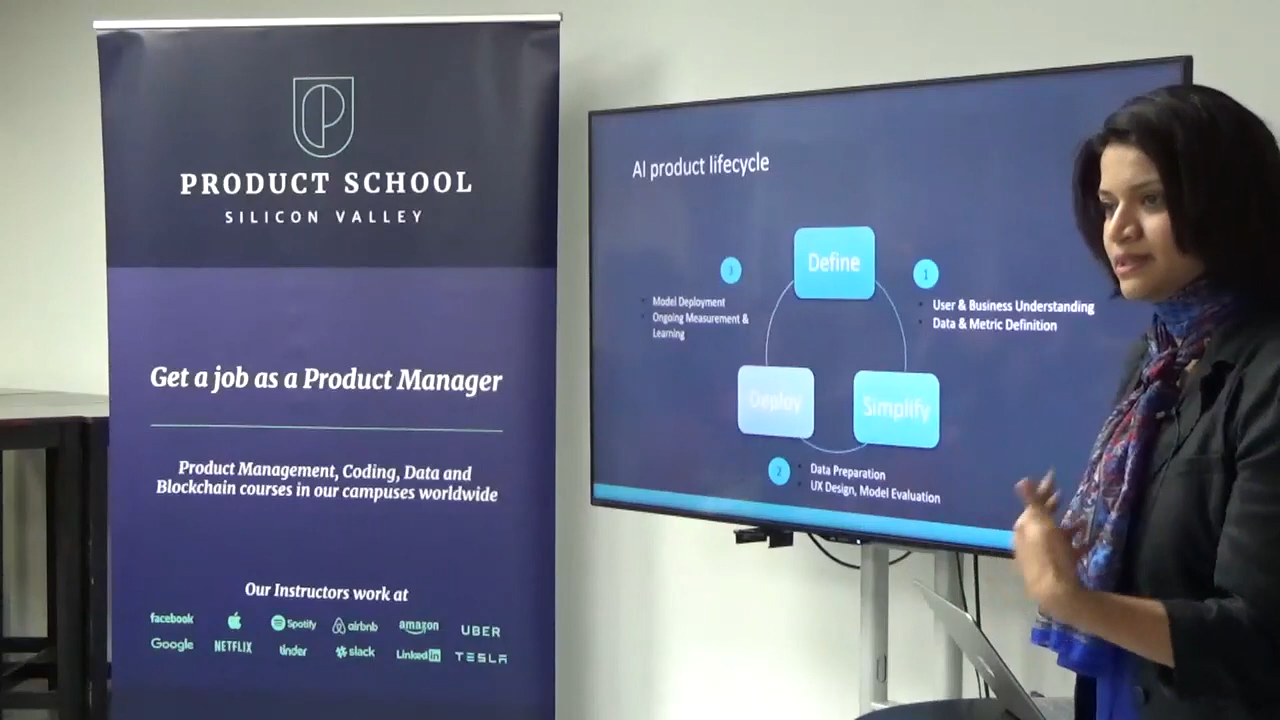 PRODUCT SCHOOL
SILICON VALLEY
Get a job as a Product Manager
Product Management, Coding, Data and
Blockchain courses in our campuses worldwide
Our Instructors work at
facebook
Spotify
airbnb
amazon
UBER
Google
NETFLIX
tinder
slack
LinkedIn
TESLA
AI product lifecycle
Define
1
User & Business Understanding
Data & Metric Definition
3
Model Deployment
Ongoing Measurement &
Learning
Deploy
Simplify
2
Data Preparation
UX Design, Model Evaluation